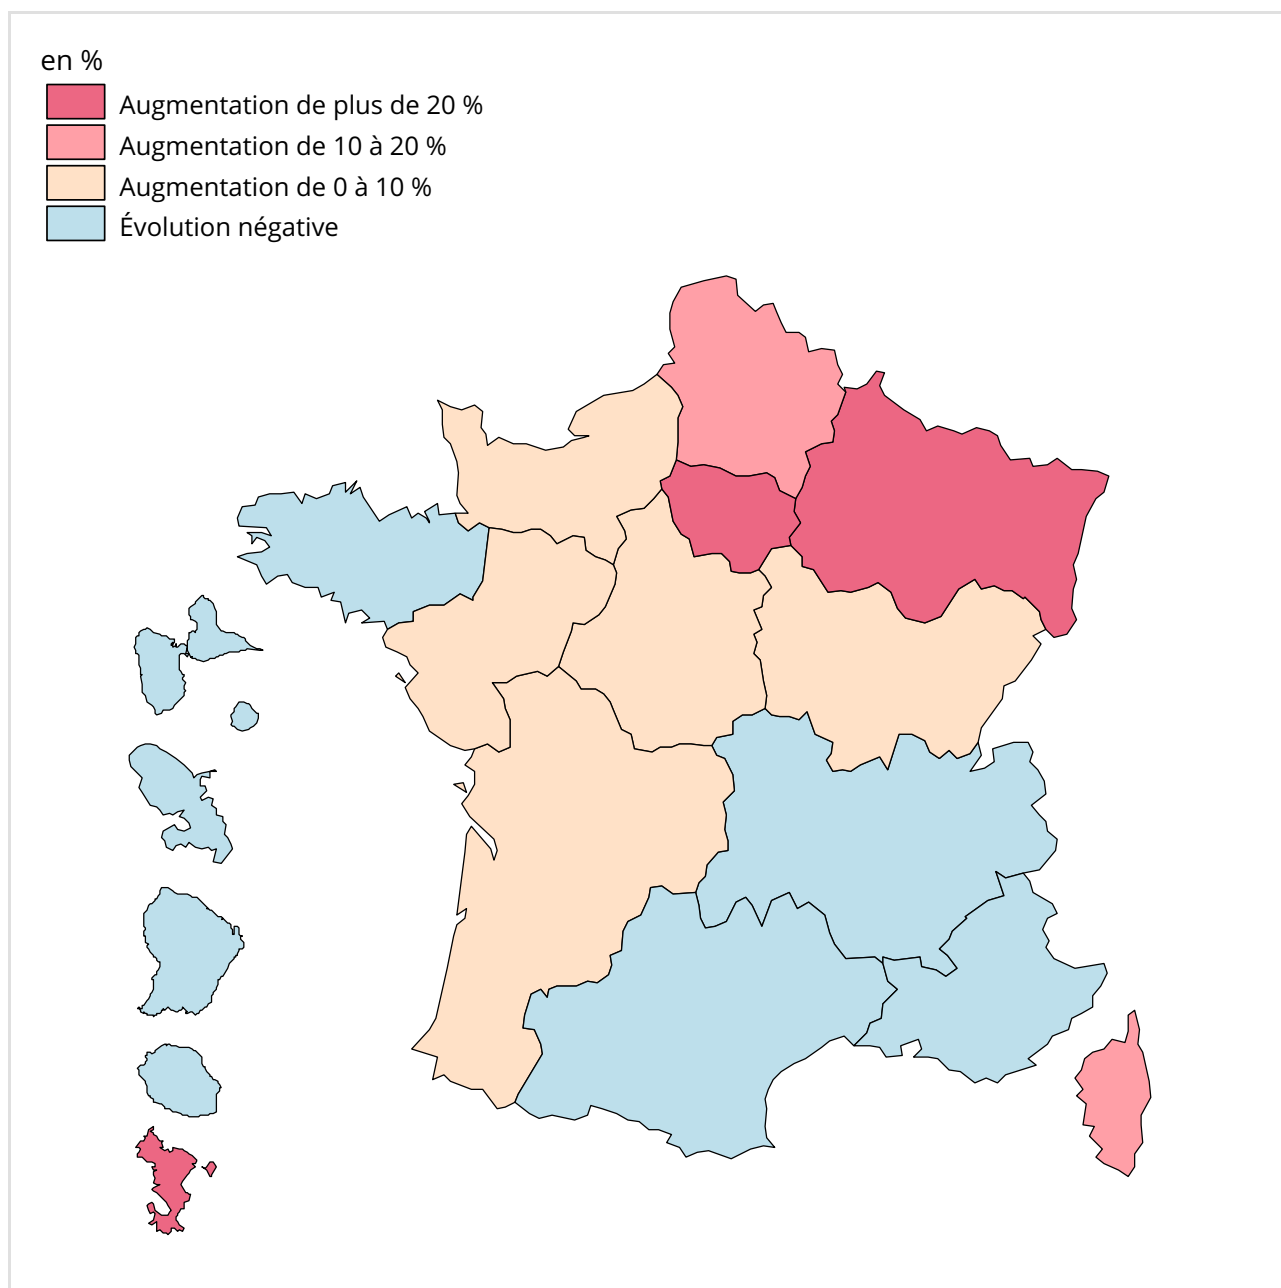 en %
Augmentation de plus de 20 %
Augmentation de 10 à 20 %
Augmentation de 0 à 10 %
Évolution négative